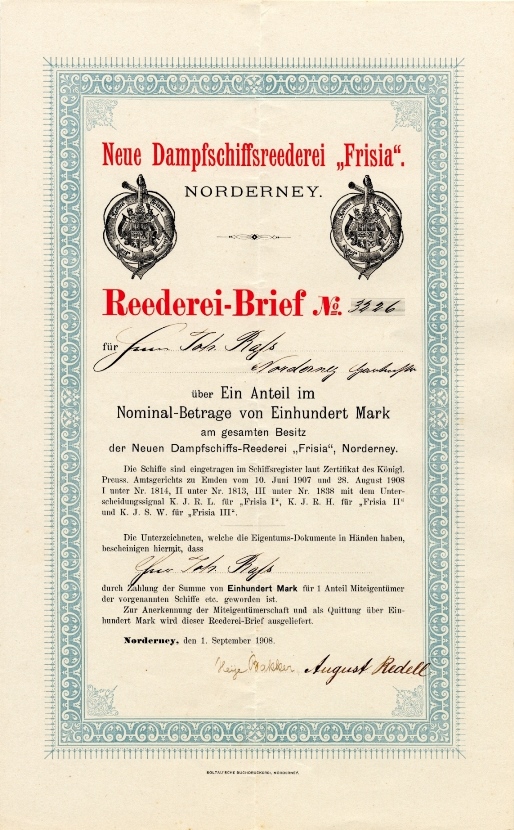 Neue Dampfschiffsreederei „Frisia“.
NORDERNEY.
Reederei-Brief No. 3226
für Herrn Joh. Raß
Norderney
über Ein Anteil im
Nominal-Betrage von Einhundert Mark
am gesamten Besitz
der Neuen Dampfschiffs-Reederei „Frisia“, Norderney.
Die Schiffe sind eingetragen im Schiffsregister laut Zertifikat des Königl.
Preuss. Amtsgerichts zu Emden vom 10. Juni 1907 und 28. August 1908
I unter Nr. 1814, II unter Nr. 1813, III unter Nr. 1838 mit dem Unter-
scheidungssignal K. J. R. L. für „Frisia I“, K. J. R. H. für „Frisia II“
und K. J. S. W. für „Frisia III“.
Die Unterzeichneten, welche die Eigentums-Dokumente in Händen haben,
bescheinigen hiermit, dass
Herr Joh. Raß
durch Zahlung der Summe von Einhundert Mark für 1 Anteil Miteigentümer
der vorgenannten Schiffe etc. geworden ist.
Zur Anerkennung der Miteigentümerschaft und als Quittung über Ein-
hundert Mark wird dieser Reederei-Brief ausgeliefert.
Norderney, den 1. September 1908.
Bakker August Redell
SOLTAU'SCHE BUCHDRUCKEREI, NORDERNEY.